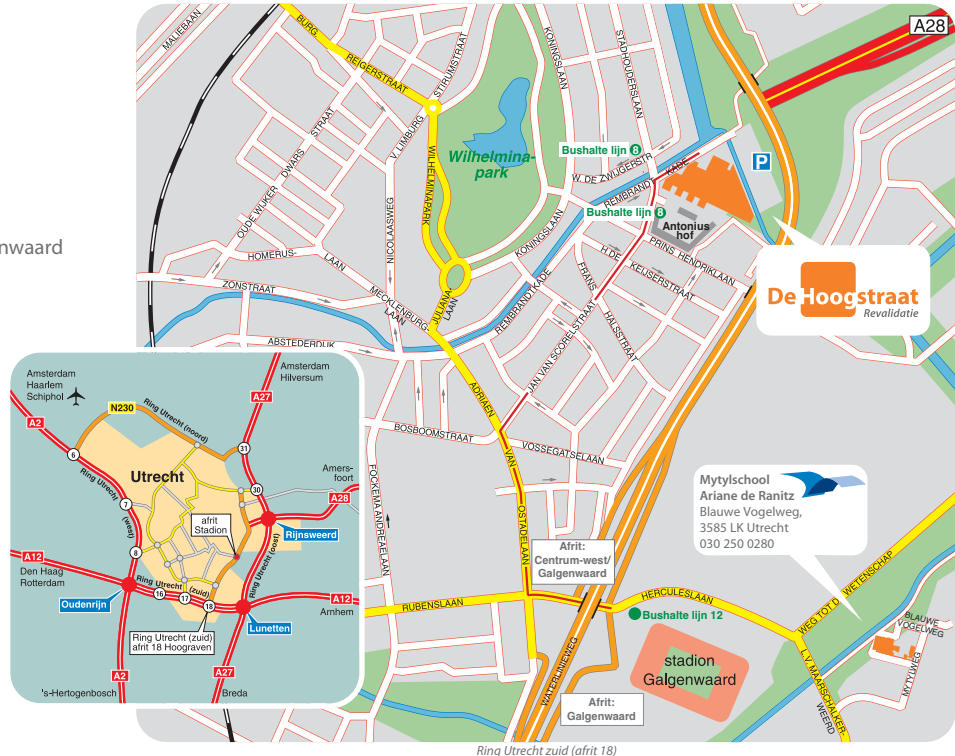 nwaard
MALIEBAAN
BURG.
REIGERSTRAAT
STIRUMSTRAAT
V. LIMBURG
KONINGSLAAN
STADHOUDERSLAAN
A28
DWARS STRAAT
OUDE WIJKER
WILHELMINAPARK
Wilhelmina-
park
Bushalte lijn 8
W. DE ZWIJGERSTR
REMBRANDT KADE
P
Bushalte lijn 8
Antonius
hof
NICOLAASWEG
KONINGSLAAN
PRINS HENDRIKLAAN
H.DE KEIJSERSTRAAT
HOMERUS-
LAAN
ZONSTRAAT
MECKLENBURG-
LAAN
JULIANA-
LAAN
REMBRANDTKADE
FRANS
HALSSTRAAT
De Hoogstraat
Revalidatie
ABSTEDERDIJK
JAN VAN SCORELSTRAAT
ADRIAEN
VAN
OSTADELAAN
BOSBOOMSTRAAT
VOSSEGATSELAAN
FOCKEMA ANDREAELAAN
Amsterdam
Haarlem
Schiphol
Amsterdam
Hilversum
N230
Ring Utrecht (noord)
A27
A2
6
31
Utrecht
Ring Utrecht
(west)
7
30
Amers-
foort
A28
afrit
Stadion
Rijnsweerd
8
A12
Den Haag
Rotterdam
Ring Utrecht (zuid)
Ring Utrecht (oost)
16
17
18
Oudenrijn
A12
Arnhem
Lunetten
Ring Utrecht (zuid)
afrit 18 Hoograven
A2
A27
's-Hertogenbosch
Breda
Mytylschool
Ariane de Ranitz
Blauwe Vogelweg,
3585 LK Utrecht
030 250 0280
Afrit:
Centrum-west/
Galgenwaard
RUBENSLAAN
HERCULESLAAN
Bushalte lijn 12
WEG TOT D WETENSCHAP
BLAUWE
VOGELWEG
MYTYLWEG
L.V. MAARSCHALKER-
WEERD
stadion
Galgenwaard
WATERLINIEWEG
Afrit:
Galgenwaard
Ring Utrecht zuid (afrit 18)